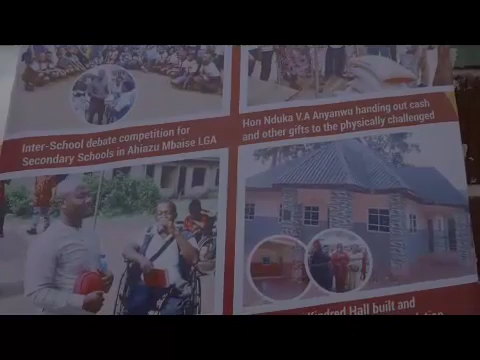 Inter-School debate competition for
Secondary Schools in Ahiazu Mbaise LGA
Hon Nduka V.A Anyanwu handing out cash
and other gifts to the physically challenged
Kindred Hall built and